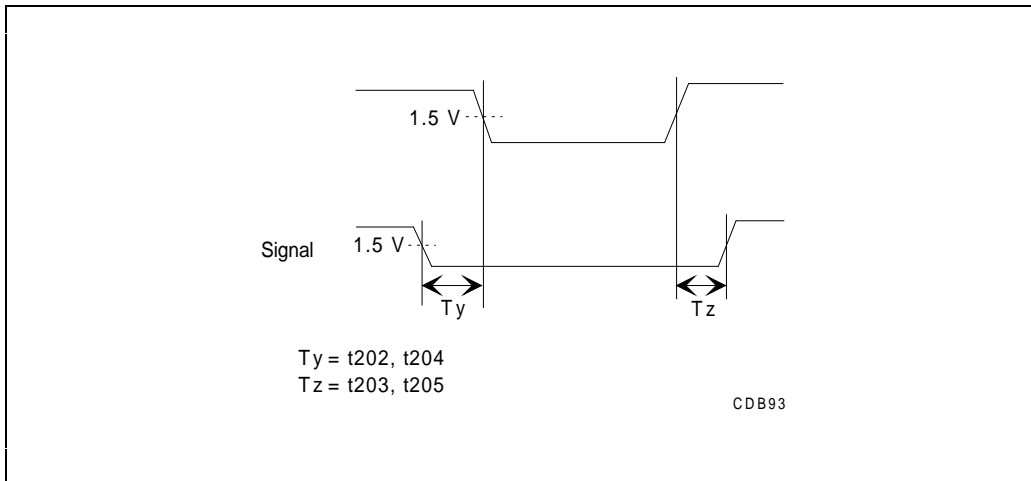 1.5 V
Signal
1.5 V
Ty
Tz
Ty = t202, t204
Tz = t203, t205
CDB93